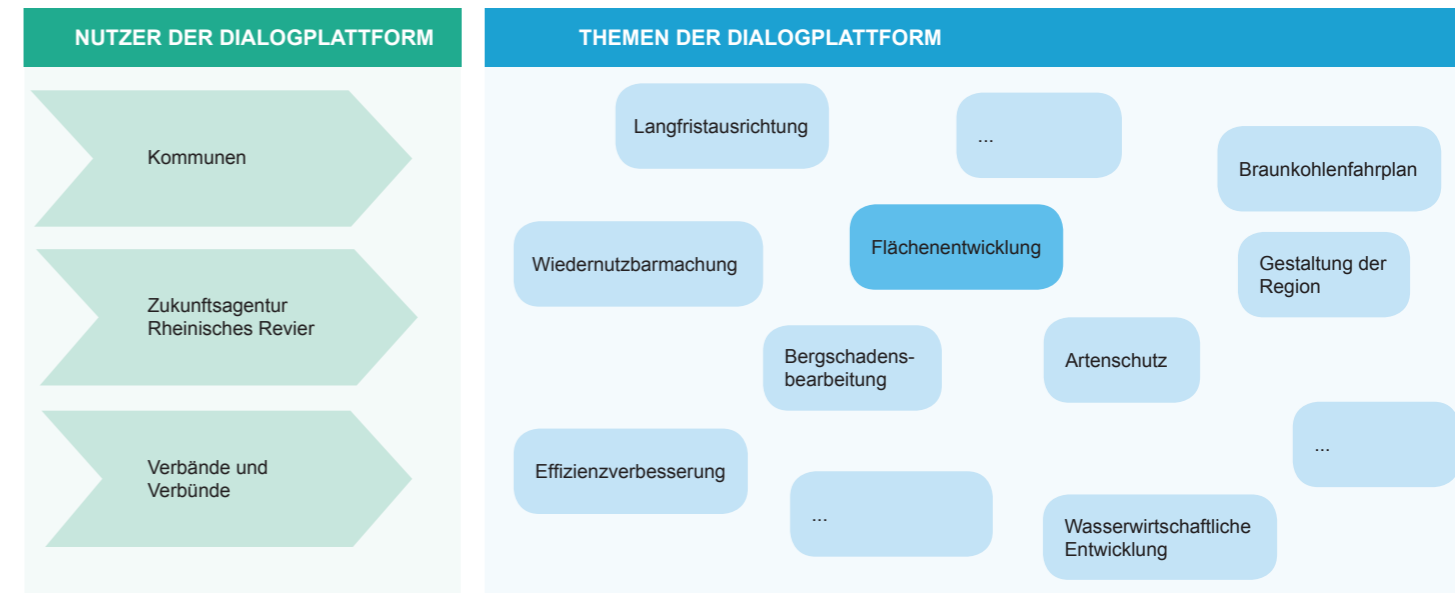 NUTZER DER DIALOGPLATTFORM
Kommunen
Zukunftsagentur
Rheinisches Revier
Verbände und
Verbünde
THEMEN DER DIALOGPLATTFORM
Langfristausrichtung
...
Braunkohlenfahrplan
Wiedernutzbarmachung
Flächenentwicklung
Gestaltung der
Region
Bergschadens-
bearbeitung
Artenschutz
...
Effizienzverbesserung
...
Wasserwirtschaftliche
Entwicklung